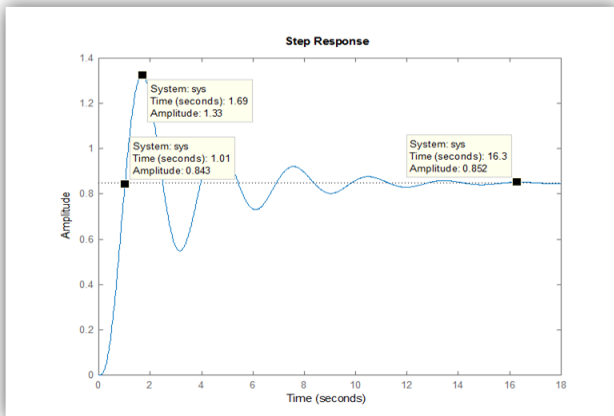 Step Response
System: sys
Time (seconds): 1.69
Amplitude: 1.33
System: sys
Time (seconds): 1.01
Amplitude: 0.843
System: sys
Time (seconds): 16.3
Amplitude: 0.852
Amplitude
1.4
1.2
1
0.8
0.6
0.4
0.2
0
0 2 4 6 8 10 12 14 16 18
Time (seconds)